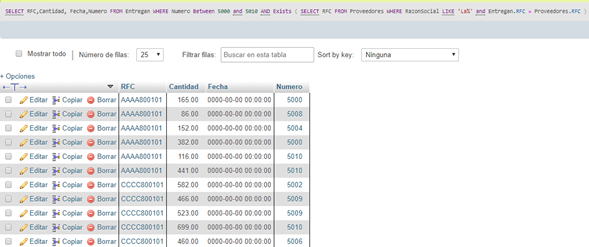 SELECT RFC,Cantidad, Fecha,Numero FROM Entregan WHERE Numero Between 5000 and 5010 AND Exists ( SELECT RFC FROM Proveedores WHERE RazonSocial LIKE 'La%' and Entregan.RFC = Proveedores.RFC )
Mostrar todo Número de filas: 25 Filtrar filas: Buscar en esta tabla Sort by key: Ninguna
+ Opciones
←T→ RFC Cantidad Fecha Numero
Editar Copiar Borrar AAAA800101 165.00 0000-00-00 00:00:00 5000
Editar Copiar Borrar AAAA800101 86.00 0000-00-00 00:00:00 5008
Editar Copiar Borrar AAAA800101 152.00 0000-00-00 00:00:00 5004
Editar Copiar Borrar AAAA800101 382.00 0000-00-00 00:00:00 5000
Editar Copiar Borrar AAAA800101 116.00 0000-00-00 00:00:00 5010
Editar Copiar Borrar AAAA800101 441.00 0000-00-00 00:00:00 5010
Editar Copiar Borrar CCCC800101 582.00 0000-00-00 00:00:00 5002
Editar Copiar Borrar CCCC800101 466.00 0000-00-00 00:00:00 5009
Editar Copiar Borrar CCCC800101 523.00 0000-00-00 00:00:00 5009
Editar Copiar Borrar CCCC800101 699.00 0000-00-00 00:00:00 5010
Editar Copiar Borrar CCCC800101 460.00 0000-00-00 00:00:00 5006